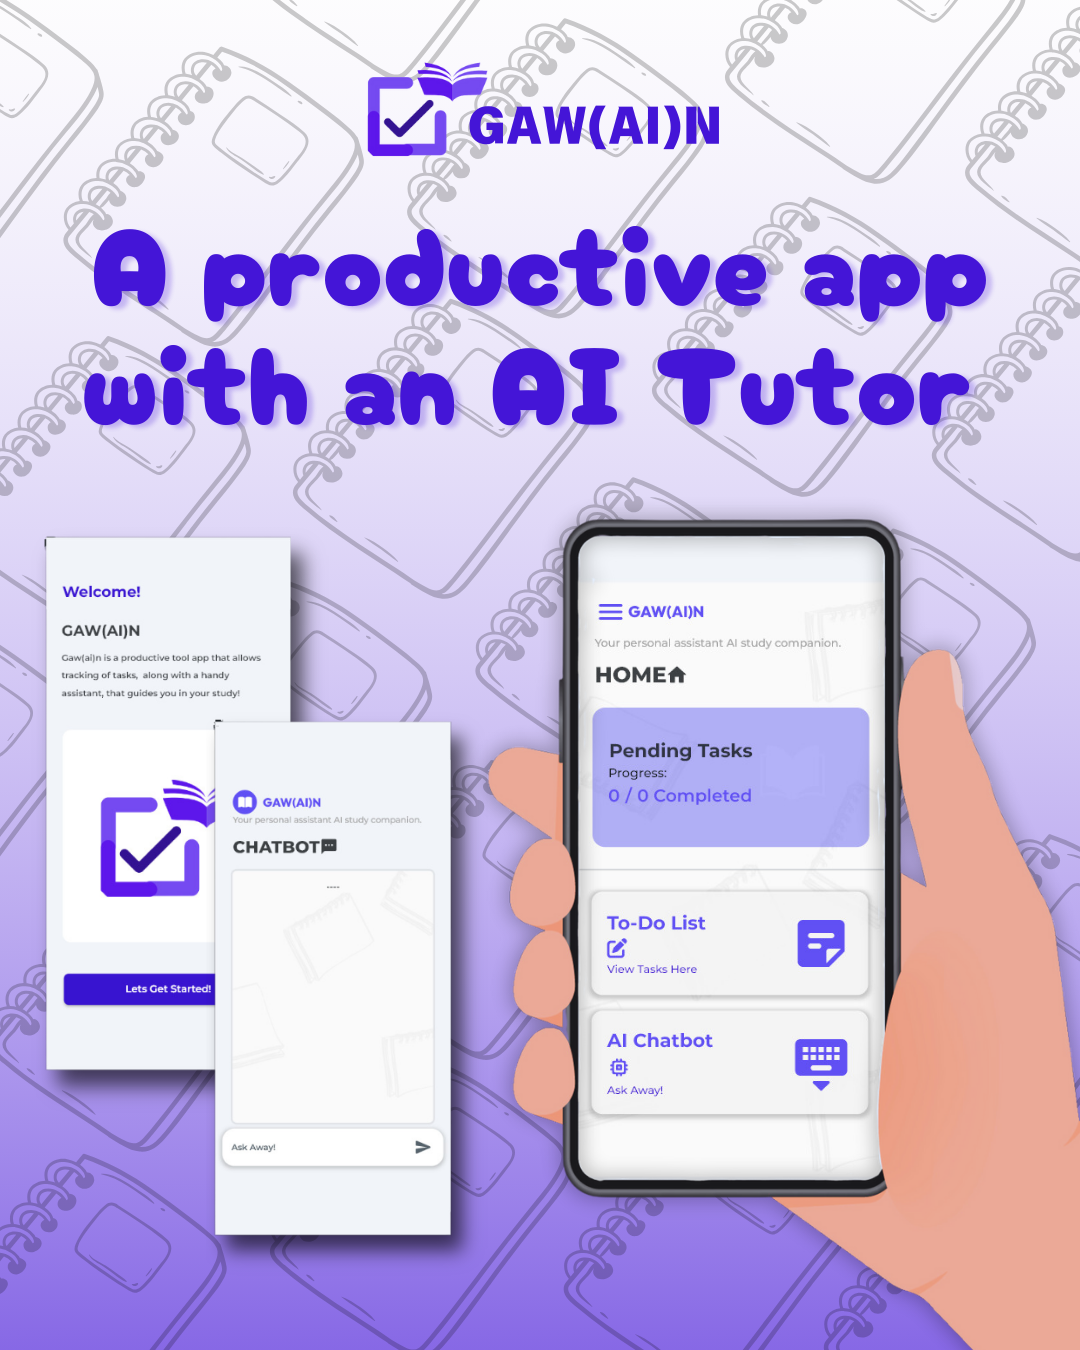 GAW(AI)N
A productive app
with an AI Tutor
Welcome!
GAW(AI)N
Gaw(ai)n is a productive tool app that allows
tracking of tasks, along with a handy
assistant, that guides you in your study!
Lets Get Started!
GAW(AI)N
Your personal assistant AI study companion.
CHATBOT
----
Ask Away!
GAW(AI)N
Your personal assistant AI study companion.
HOME
Pending Tasks
Progress:
0 / 0 Completed
To-Do List
View Tasks Here
AI Chatbot
Ask Away!